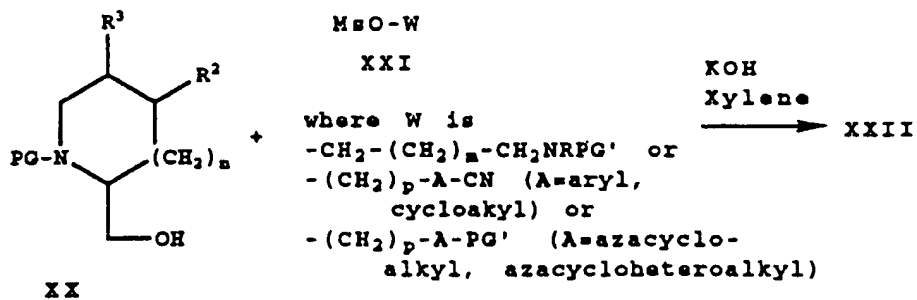 R³
R²
PG-N
(CH₂)ₙ
OH
XX
+
MsO-W
XXI
where W is
-CH₂-(CH₂)ₘ-CH₂NRPG' or
-(CH₂)ₚ-A-CN (A=aryl,
cycloakyl) or
-(CH₂)ₚ-A-PG' (A=azacyclo-
alkyl, azacycloheteroalkyl)
KOH
Xylene
XXII